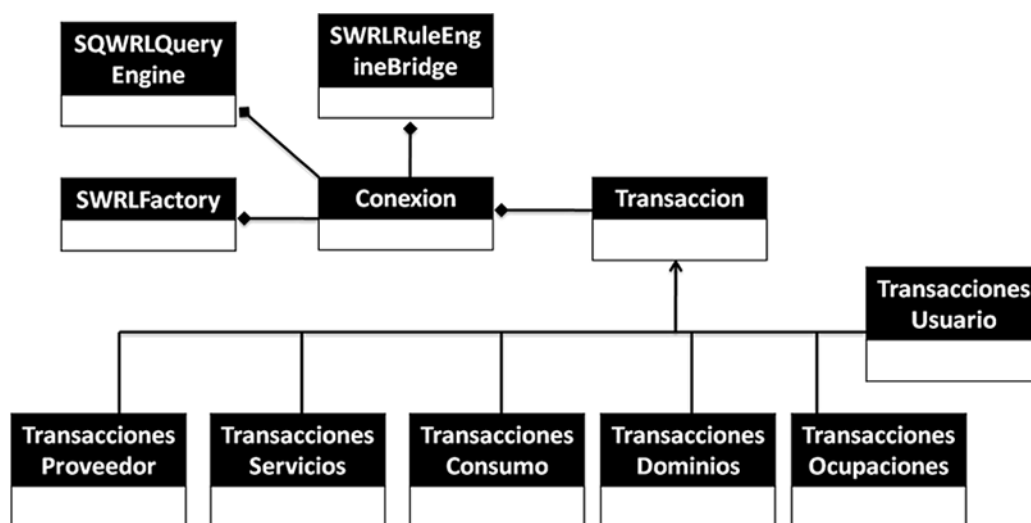 SQWRLQuery
Engine
SWRLRuleEng
ineBridge
SWRLFactory
Conexion
Transaccion
Transacciones
Usuario
Transacciones
Proveedor
Transacciones
Servicios
Transacciones
Consumo
Transacciones
Dominios
Transacciones
Ocupaciones